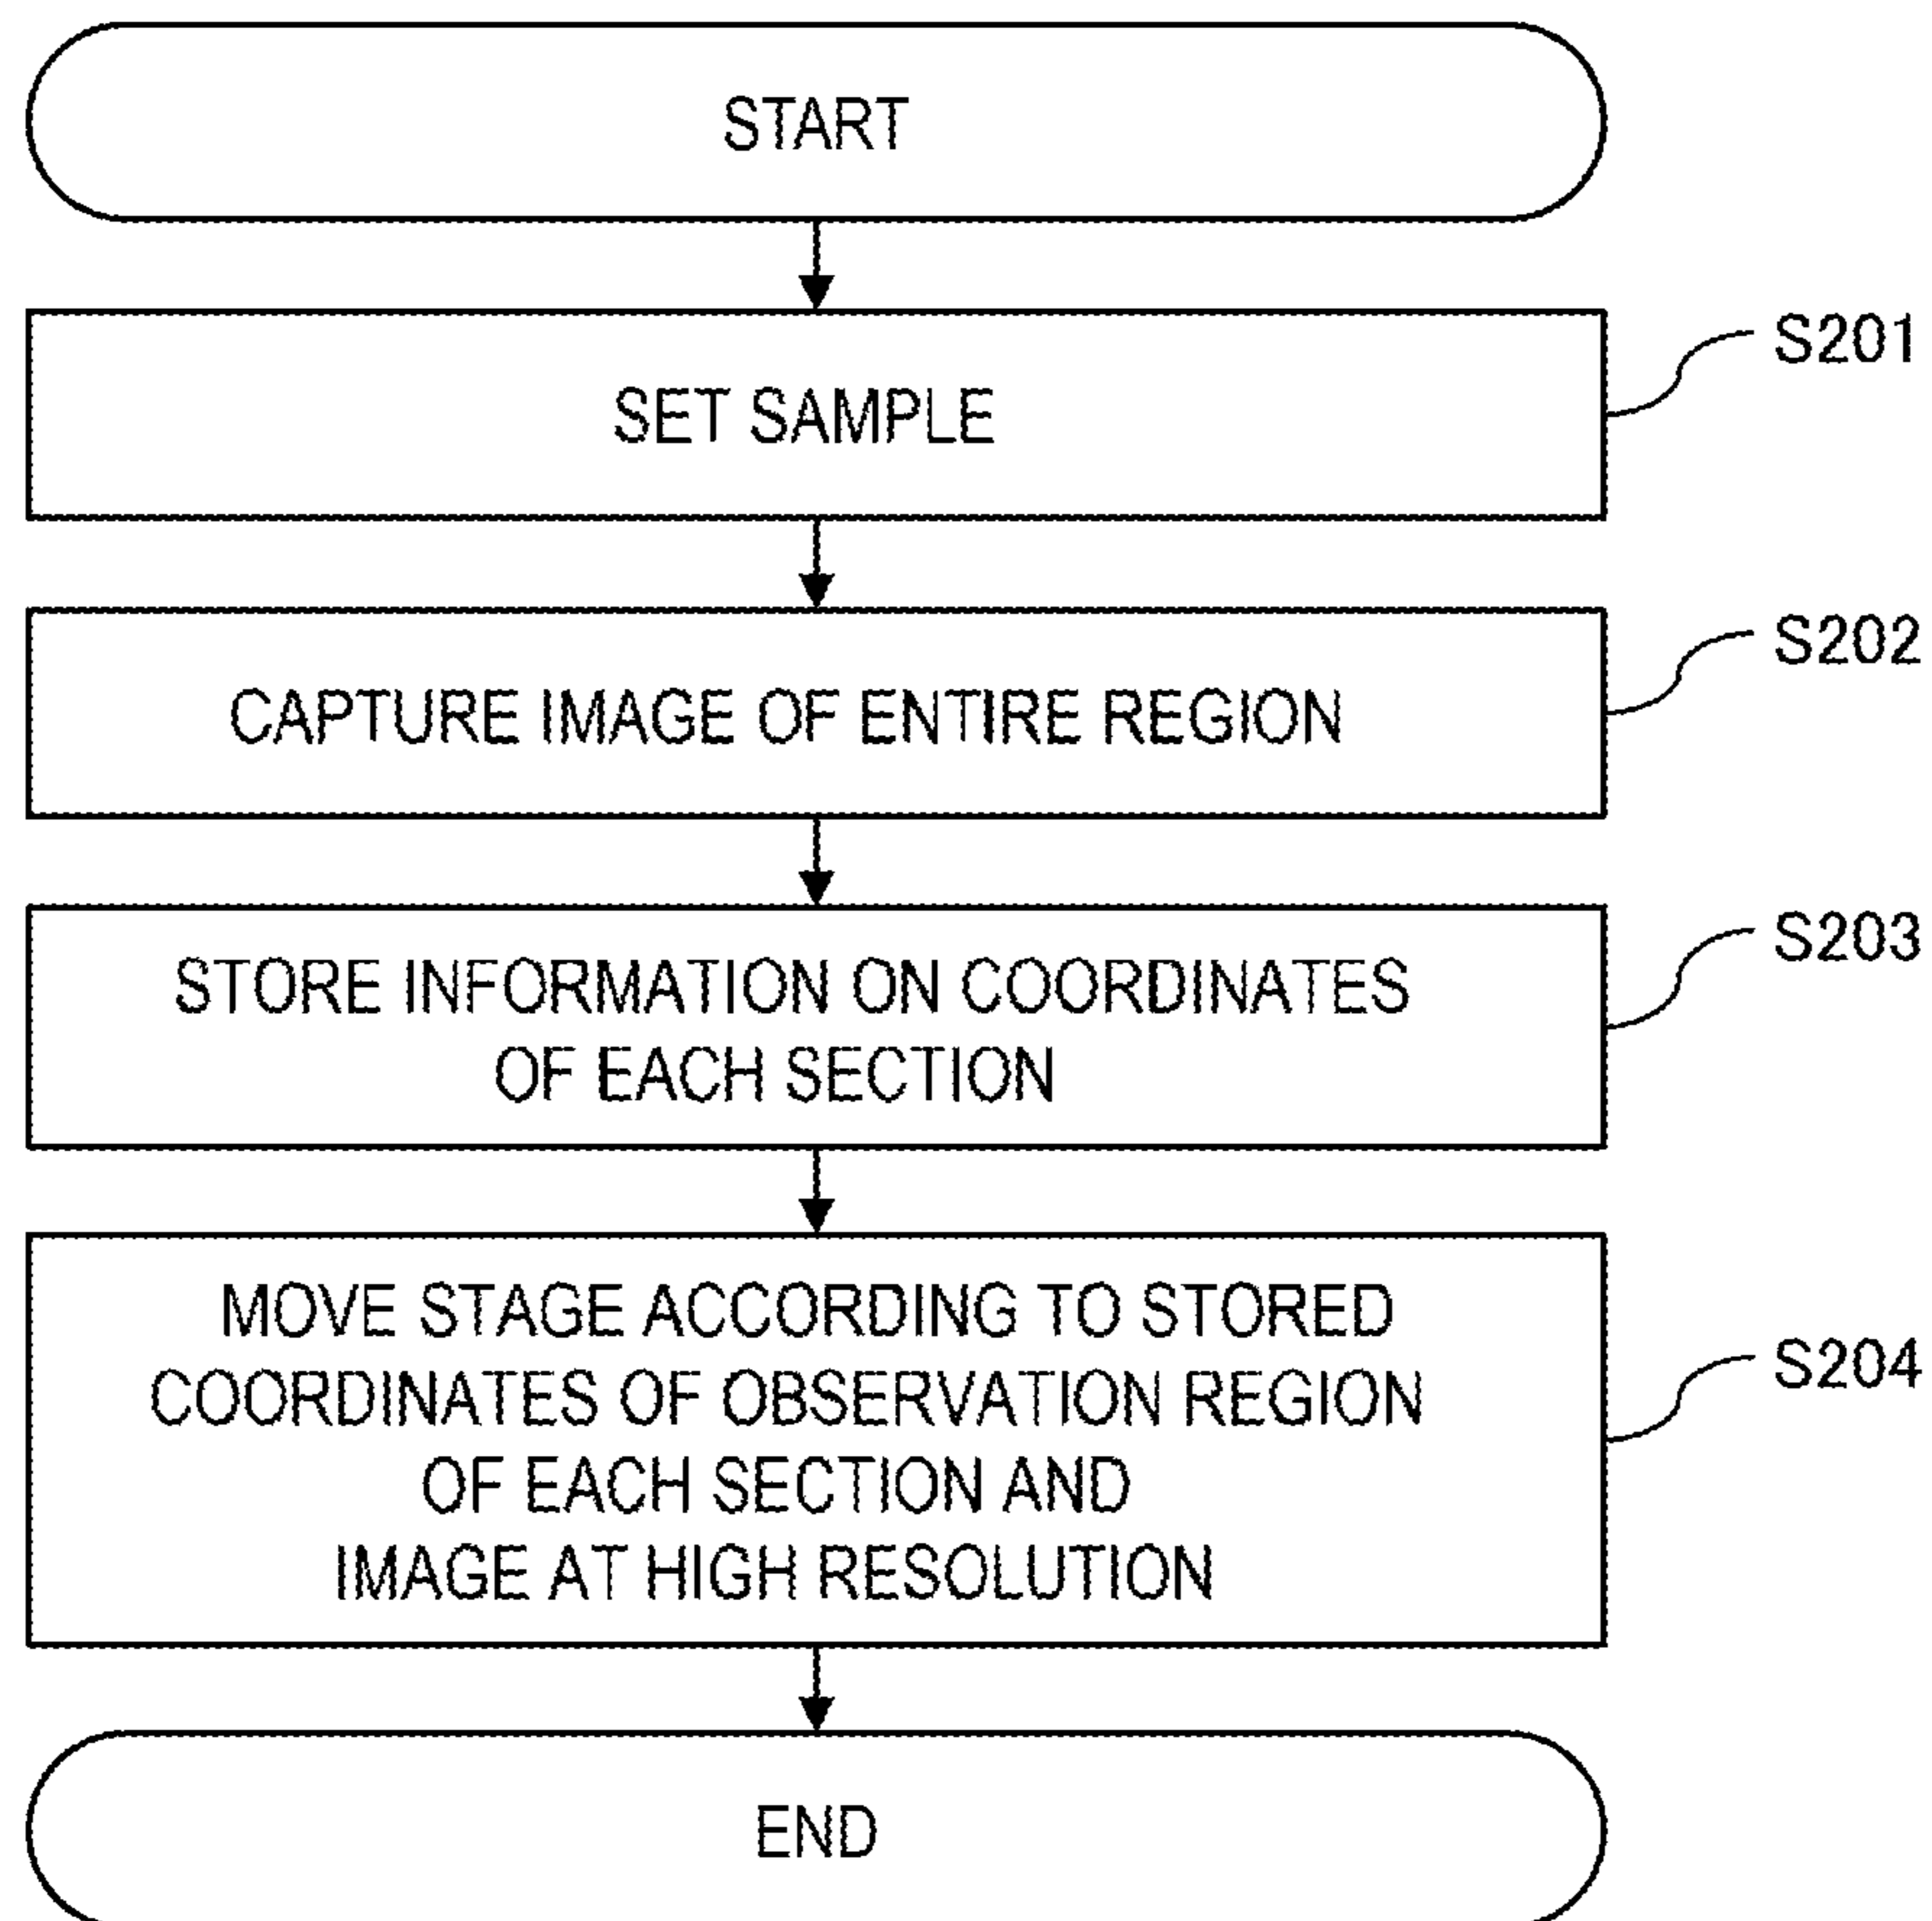 START
SET SAMPLE
S201
CAPTURE IMAGE OF ENTIRE REGION
S202
STORE INFORMATION ON COORDINATES
OF EACH SECTION
S203
MOVE STAGE ACCORDING TO STORED
COORDINATES OF OBSERVATION REGION
OF EACH SECTION AND
IMAGE AT HIGH RESOLUTION
S204
END